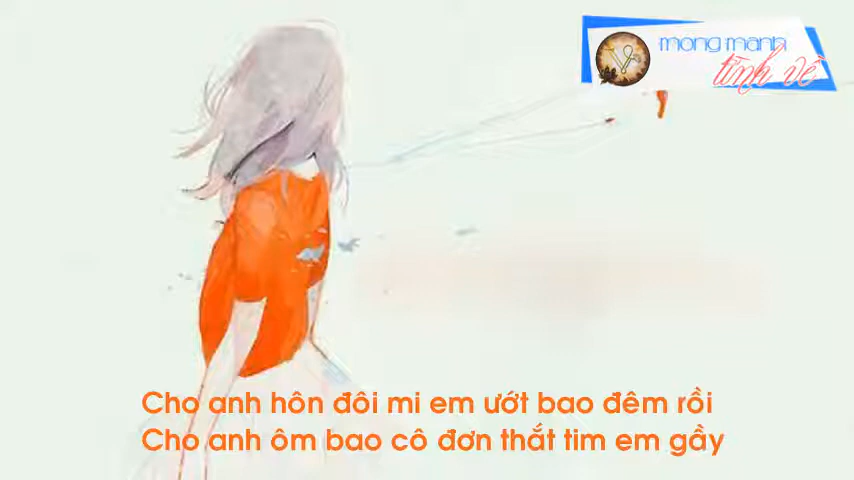 mong manh
tình về
Cho anh hôn đôi mi em ướt bao đêm rồi
Cho anh ôm bao cô đơn thắt tim em gầy